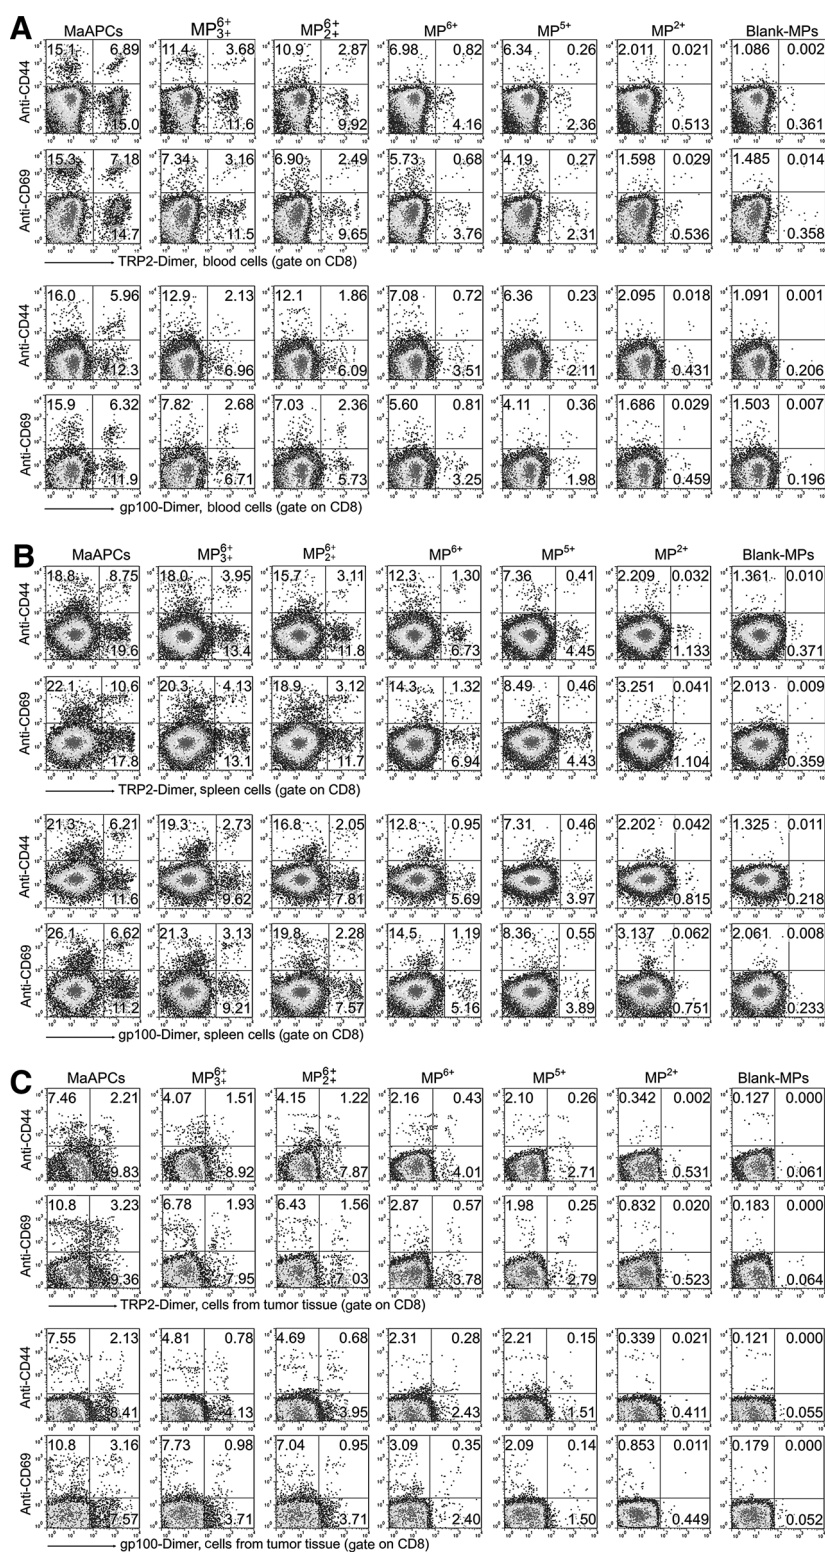 A
MaAPCs MP6+3+ MP6+2+ MP6+ MP5+ MP2+ Blank-MPs
Anti-CD44
15.1 6.89 11.4 3.68 10.9 2.87 6.98 0.82 6.34 0.26 2.011 0.021 1.086 0.002
15.0 11.6 9.92 4.16 2.36 0.513 0.361
Anti-CD69
15.3 7.18 7.34 3.16 6.90 2.49 5.73 0.68 4.19 0.27 1.598 0.029 1.485 0.014
14.7 11.5 9.65 3.76 2.31 0.536 0.358
TRP2-Dimer, blood cells (gate on CD8)
Anti-CD44
16.0 5.96 12.9 2.13 12.1 1.86 7.08 0.72 6.36 0.23 2.095 0.018 1.091 0.001
12.3 6.96 6.09 3.51 2.11 0.431 0.206
Anti-CD69
15.9 6.32 7.82 2.68 7.03 2.36 5.60 0.81 4.11 0.36 1.686 0.029 1.503 0.007
11.9 6.71 5.73 3.25 1.98 0.459 0.196
gp100-Dimer, blood cells (gate on CD8)
B
MaAPCs MP6+3+ MP6+2+ MP6+ MP5+ MP2+ Blank-MPs
Anti-CD44
18.8 8.75 18.0 3.95 15.7 3.11 12.3 1.30 7.36 0.41 2.209 0.032 1.361 0.010
19.6 13.4 11.8 6.73 4.45 1.133 0.371
Anti-CD69
22.1 10.6 20.3 4.13 18.9 3.12 14.3 1.32 8.49 0.46 3.251 0.041 2.013 0.009
17.8 13.1 11.7 6.94 4.43 1.104 0.359
TRP2-Dimer, spleen cells (gate on CD8)
Anti-CD44
21.3 6.21 19.3 2.73 16.8 2.05 12.8 0.95 7.31 0.46 2.202 0.042 1.325 0.011
11.6 9.62 7.81 5.69 3.97 0.815 0.218
Anti-CD69
26.1 6.62 21.3 3.13 19.8 2.28 14.5 1.19 8.36 0.55 3.137 0.062 2.061 0.008
11.2 9.21 7.57 5.16 3.89 0.751 0.233
gp100-Dimer, spleen cells (gate on CD8)
C
MaAPCs MP6+3+ MP6+2+ MP6+ MP5+ MP2+ Blank-MPs
Anti-CD44
7.46 2.21 4.07 1.51 4.15 1.22 2.16 0.43 2.10 0.26 0.342 0.002 0.127 0.000
9.83 8.92 7.87 4.01 2.71 0.531 0.061
Anti-CD69
10.8 3.23 6.78 1.93 6.43 1.56 2.87 0.57 1.98 0.25 0.832 0.020 0.183 0.000
9.36 7.95 7.03 3.78 2.79 0.523 0.064
TRP2-Dimer, cells from tumor tissue (gate on CD8)
Anti-CD44
7.55 2.13 4.81 0.78 4.69 0.68 2.31 0.28 2.21 0.15 0.339 0.021 0.121 0.000
8.41 4.13 3.95 2.43 1.51 0.411 0.055
Anti-CD69
10.8 3.16 7.73 0.98 7.04 0.95 3.09 0.35 2.09 0.14 0.853 0.011 0.179 0.000
7.57 3.71 3.71 2.40 1.50 0.449 0.052
gp100-Dimer, cells from tumor tissue (gate on CD8)